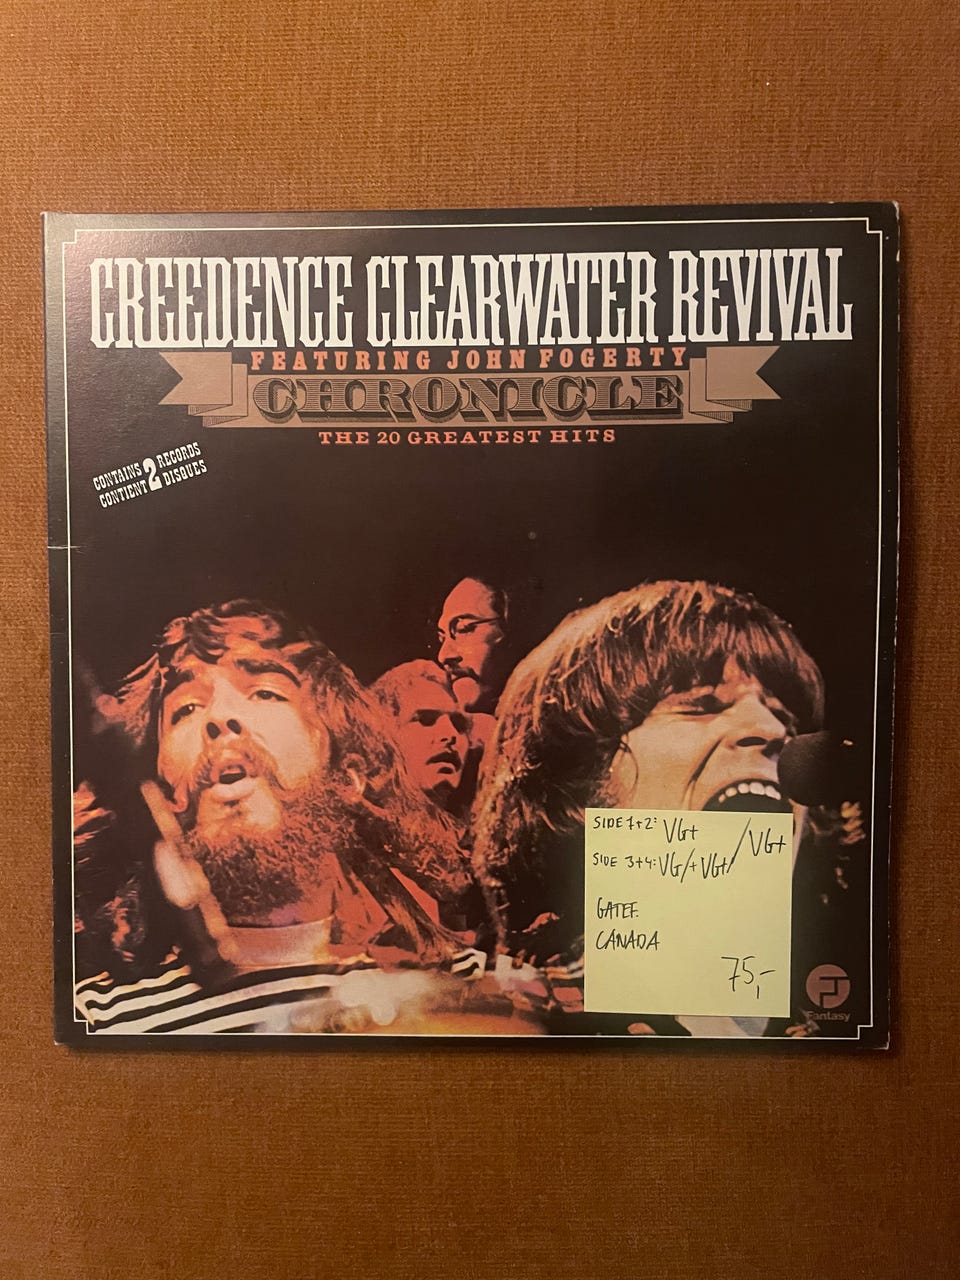 CREEDENCE CLEARWATER REVIVAL
FEATURING JOHN FOGERTY
CHRONICLE
THE 20 GREATEST HITS
CONTAINS 2 RECORDS
CONTIENT DISQUES
SIDE 1+2: VG+
SIDE 3+4: VG/+ VG+/ /VG+
GATEF.
CANADA
75,-
Fantasy